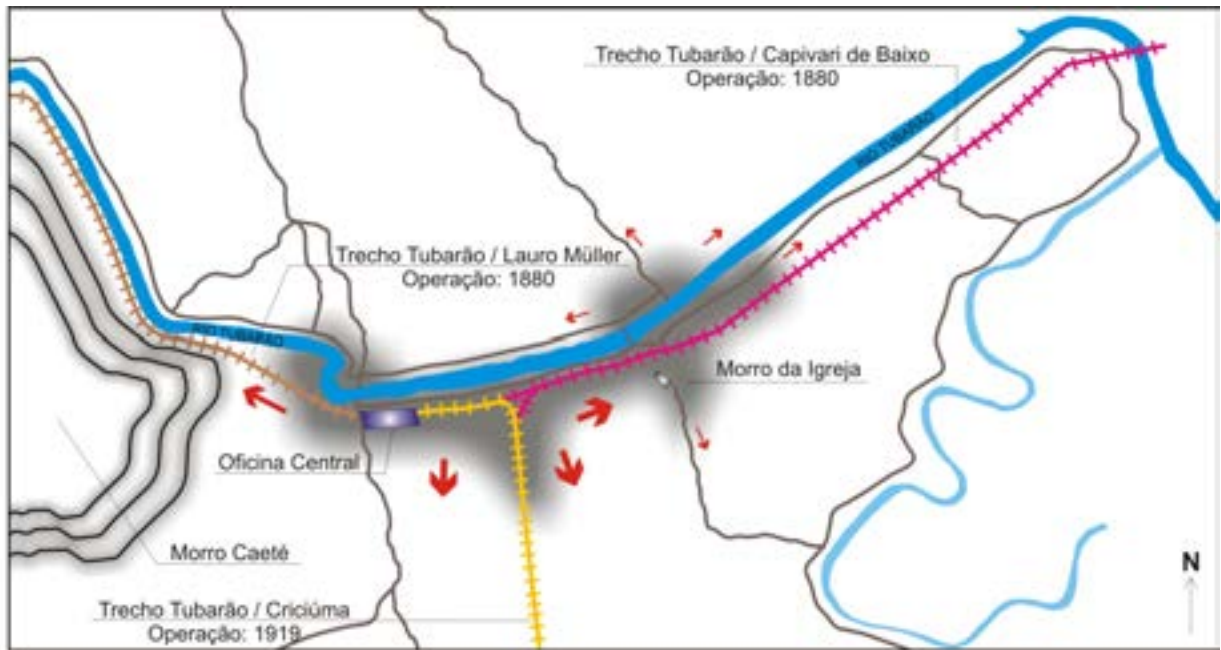 Trecho Tubarão / Capivari de Baixo
Operação: 1880
RIO TUBARÃO
Trecho Tubarão / Lauro Müller
Operação: 1880
RIO TUBARÃO
Morro da Igreja
Oficina Central
Morro Caeté
N
Trecho Tubarão / Criciúma
Operação: 1919